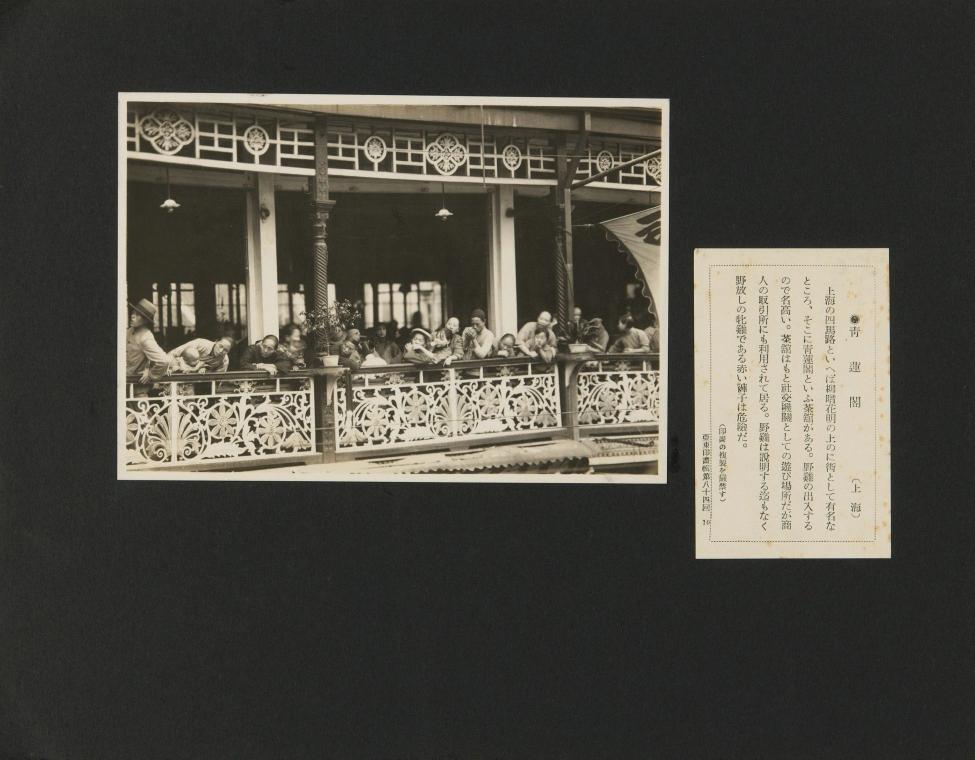 ●青蓮閣 (上海)
上海の四馬路といへば柳暗花明の上のに街として有名な
ところ、そこに青蓮閣といふ茶舘がある。野雞の出入する
ので名高い。茶舘はもと社交機關としての遊び場所だが商
人の取引所にも利用されて居る。野雞は説明する迄もなく
野放しの牝雞である赤い褲子は危險だ。
(印畫の複製を嚴禁す)
亞東印畫輯第八十四回 10